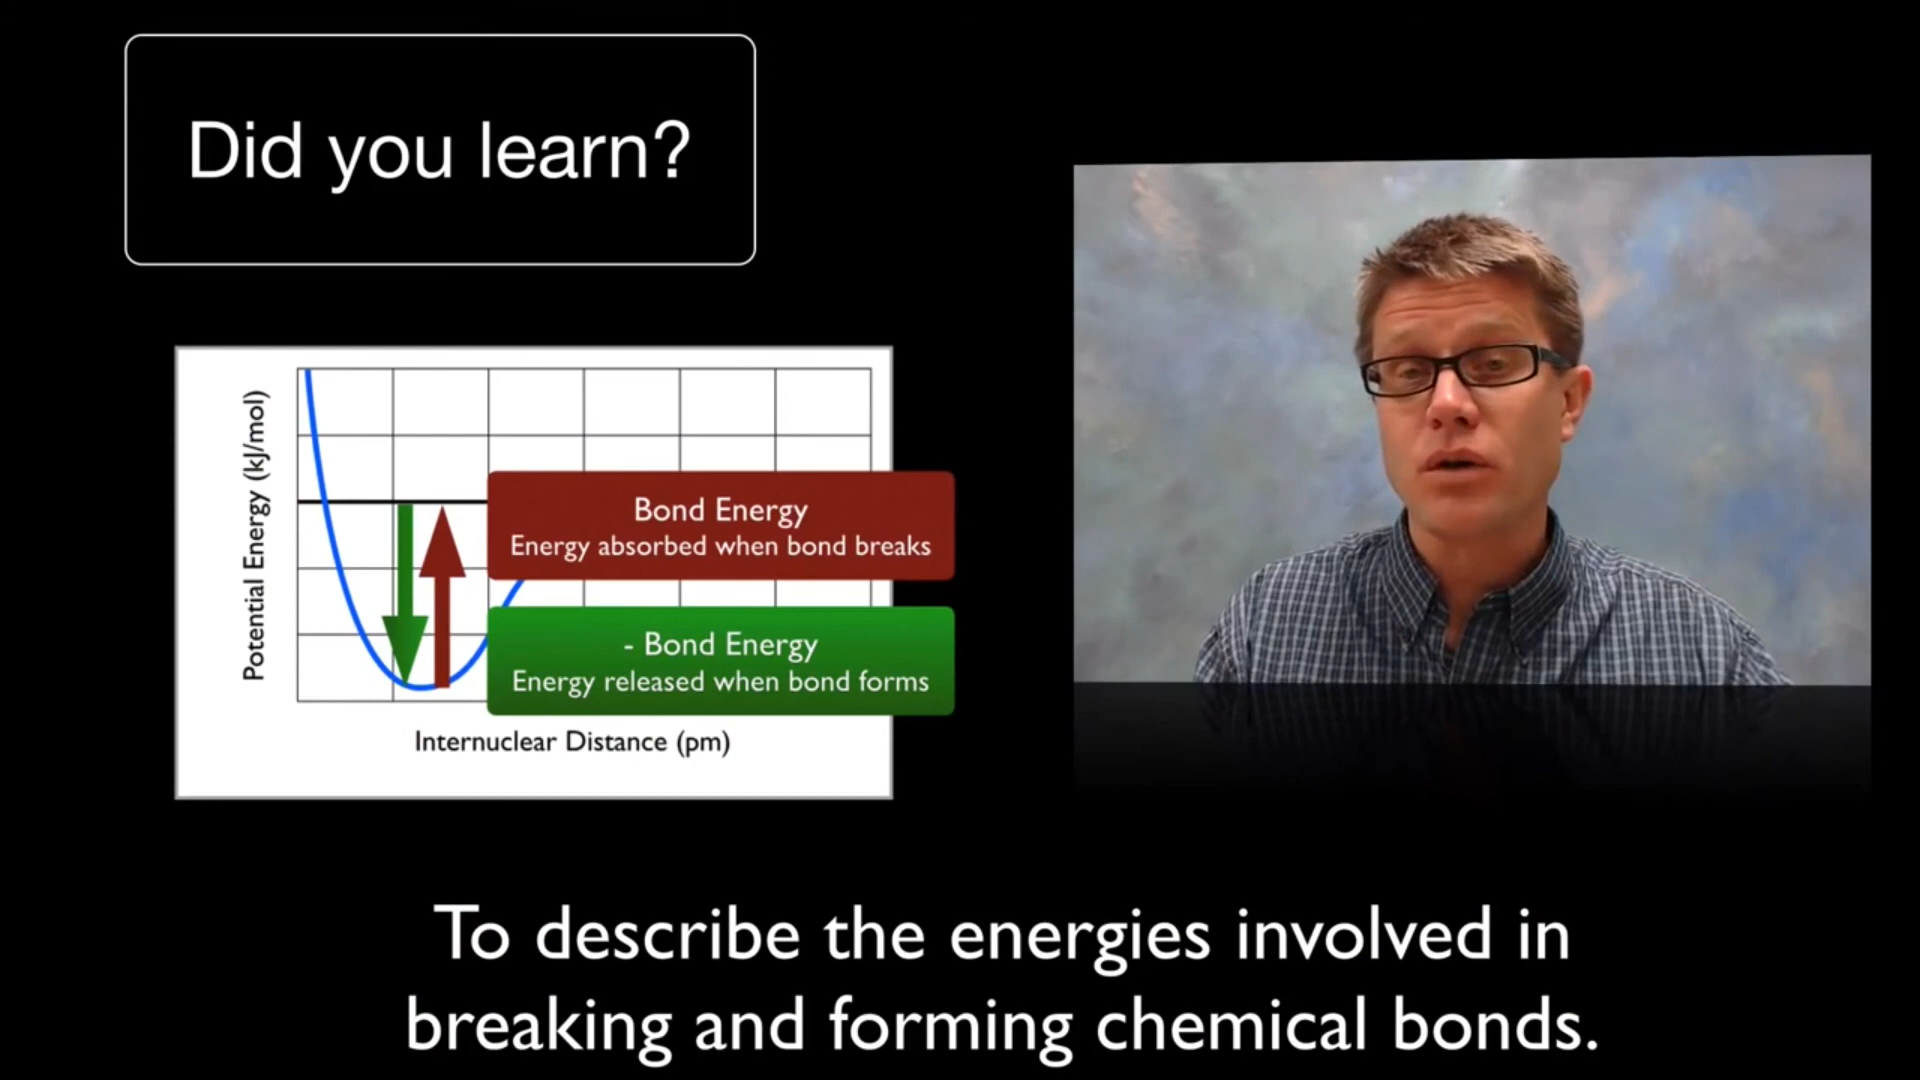 Did you learn?
Potential Energy (kJ/mol)
Bond Energy
Energy absorbed when bond breaks
- Bond Energy
Energy released when bond forms
Internuclear Distance (pm)
To describe the energies involved in
breaking and forming chemical bonds.